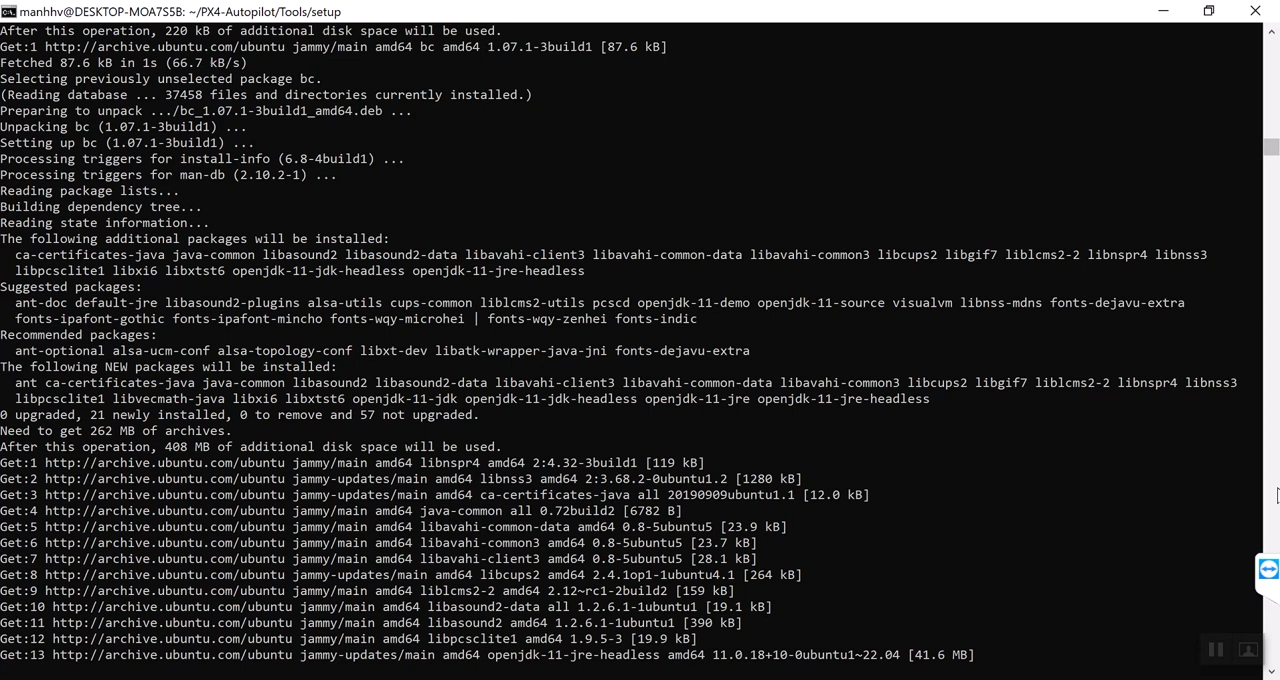 manhhv@DESKTOP-MOA7S5B: ~/PX4-Autopilot/Tools/setup
After this operation, 220 kB of additional disk space will be used.
Get:1 http://archive.ubuntu.com/ubuntu jammy/main amd64 bc amd64 1.07.1-3build1 [87.6 kB]
Fetched 87.6 kB in 1s (66.7 kB/s)
Selecting previously unselected package bc.
(Reading database ... 37458 files and directories currently installed.)
Preparing to unpack .../bc_1.07.1-3build1_amd64.deb ...
Unpacking bc (1.07.1-3build1) ...
Setting up bc (1.07.1-3build1) ...
Processing triggers for install-info (6.8-4build1) ...
Processing triggers for man-db (2.10.2-1) ...
Reading package lists...
Building dependency tree...
Reading state information...
The following additional packages will be installed:
ca-certificates-java java-common libasound2 libasound2-data libavahi-client3 libavahi-common-data libavahi-common3 libcups2 libgif7 liblcms2-2 libnspr4 libnss3
libpcsclite1 libxi6 libxtst6 openjdk-11-jdk-headless openjdk-11-jre-headless
Suggested packages:
ant-doc default-jre libasound2-plugins alsa-utils cups-common liblcms2-utils pcscd openjdk-11-demo openjdk-11-source visualvm libnss-mdns fonts-dejavu-extra
fonts-ipafont-gothic fonts-ipafont-mincho fonts-wqy-microhei | fonts-wqy-zenhei fonts-indic
Recommended packages:
ant-optional alsa-ucm-conf alsa-topology-conf libxt-dev libatk-wrapper-java-jni fonts-dejavu-extra
The following NEW packages will be installed:
ant ca-certificates-java java-common libasound2 libasound2-data libavahi-client3 libavahi-common-data libavahi-common3 libcups2 libgif7 liblcms2-2 libnspr4 libnss3
libpcsclite1 libvecmath-java libxi6 libxtst6 openjdk-11-jdk openjdk-11-jdk-headless openjdk-11-jre openjdk-11-jre-headless
0 upgraded, 21 newly installed, 0 to remove and 57 not upgraded.
Need to get 262 MB of archives.
After this operation, 408 MB of additional disk space will be used.
Get:1 http://archive.ubuntu.com/ubuntu jammy/main amd64 libnspr4 amd64 2:4.32-3build1 [119 kB]
Get:2 http://archive.ubuntu.com/ubuntu jammy-updates/main amd64 libnss3 amd64 2:3.68.2-0ubuntu1.2 [1280 kB]
Get:3 http://archive.ubuntu.com/ubuntu jammy-updates/main amd64 ca-certificates-java all 20190909ubuntu1.1 [12.0 kB]
Get:4 http://archive.ubuntu.com/ubuntu jammy/main amd64 java-common all 0.72build2 [6782 B]
Get:5 http://archive.ubuntu.com/ubuntu jammy/main amd64 libavahi-common-data amd64 0.8-5ubuntu5 [23.9 kB]
Get:6 http://archive.ubuntu.com/ubuntu jammy/main amd64 libavahi-common3 amd64 0.8-5ubuntu5 [23.7 kB]
Get:7 http://archive.ubuntu.com/ubuntu jammy/main amd64 libavahi-client3 amd64 0.8-5ubuntu5 [28.1 kB]
Get:8 http://archive.ubuntu.com/ubuntu jammy-updates/main amd64 libcups2 amd64 2.4.1op1-1ubuntu4.1 [264 kB]
Get:9 http://archive.ubuntu.com/ubuntu jammy/main amd64 liblcms2-2 amd64 2.12~rc1-2build2 [159 kB]
Get:10 http://archive.ubuntu.com/ubuntu jammy/main amd64 libasound2-data all 1.2.6.1-1ubuntu1 [19.1 kB]
Get:11 http://archive.ubuntu.com/ubuntu jammy/main amd64 libasound2 amd64 1.2.6.1-1ubuntu1 [390 kB]
Get:12 http://archive.ubuntu.com/ubuntu jammy/main amd64 libpcsclite1 amd64 1.9.5-3 [19.9 kB]
Get:13 http://archive.ubuntu.com/ubuntu jammy-updates/main amd64 openjdk-11-jre-headless amd64 11.0.18+10-0ubuntu1~22.04 [41.6 MB]